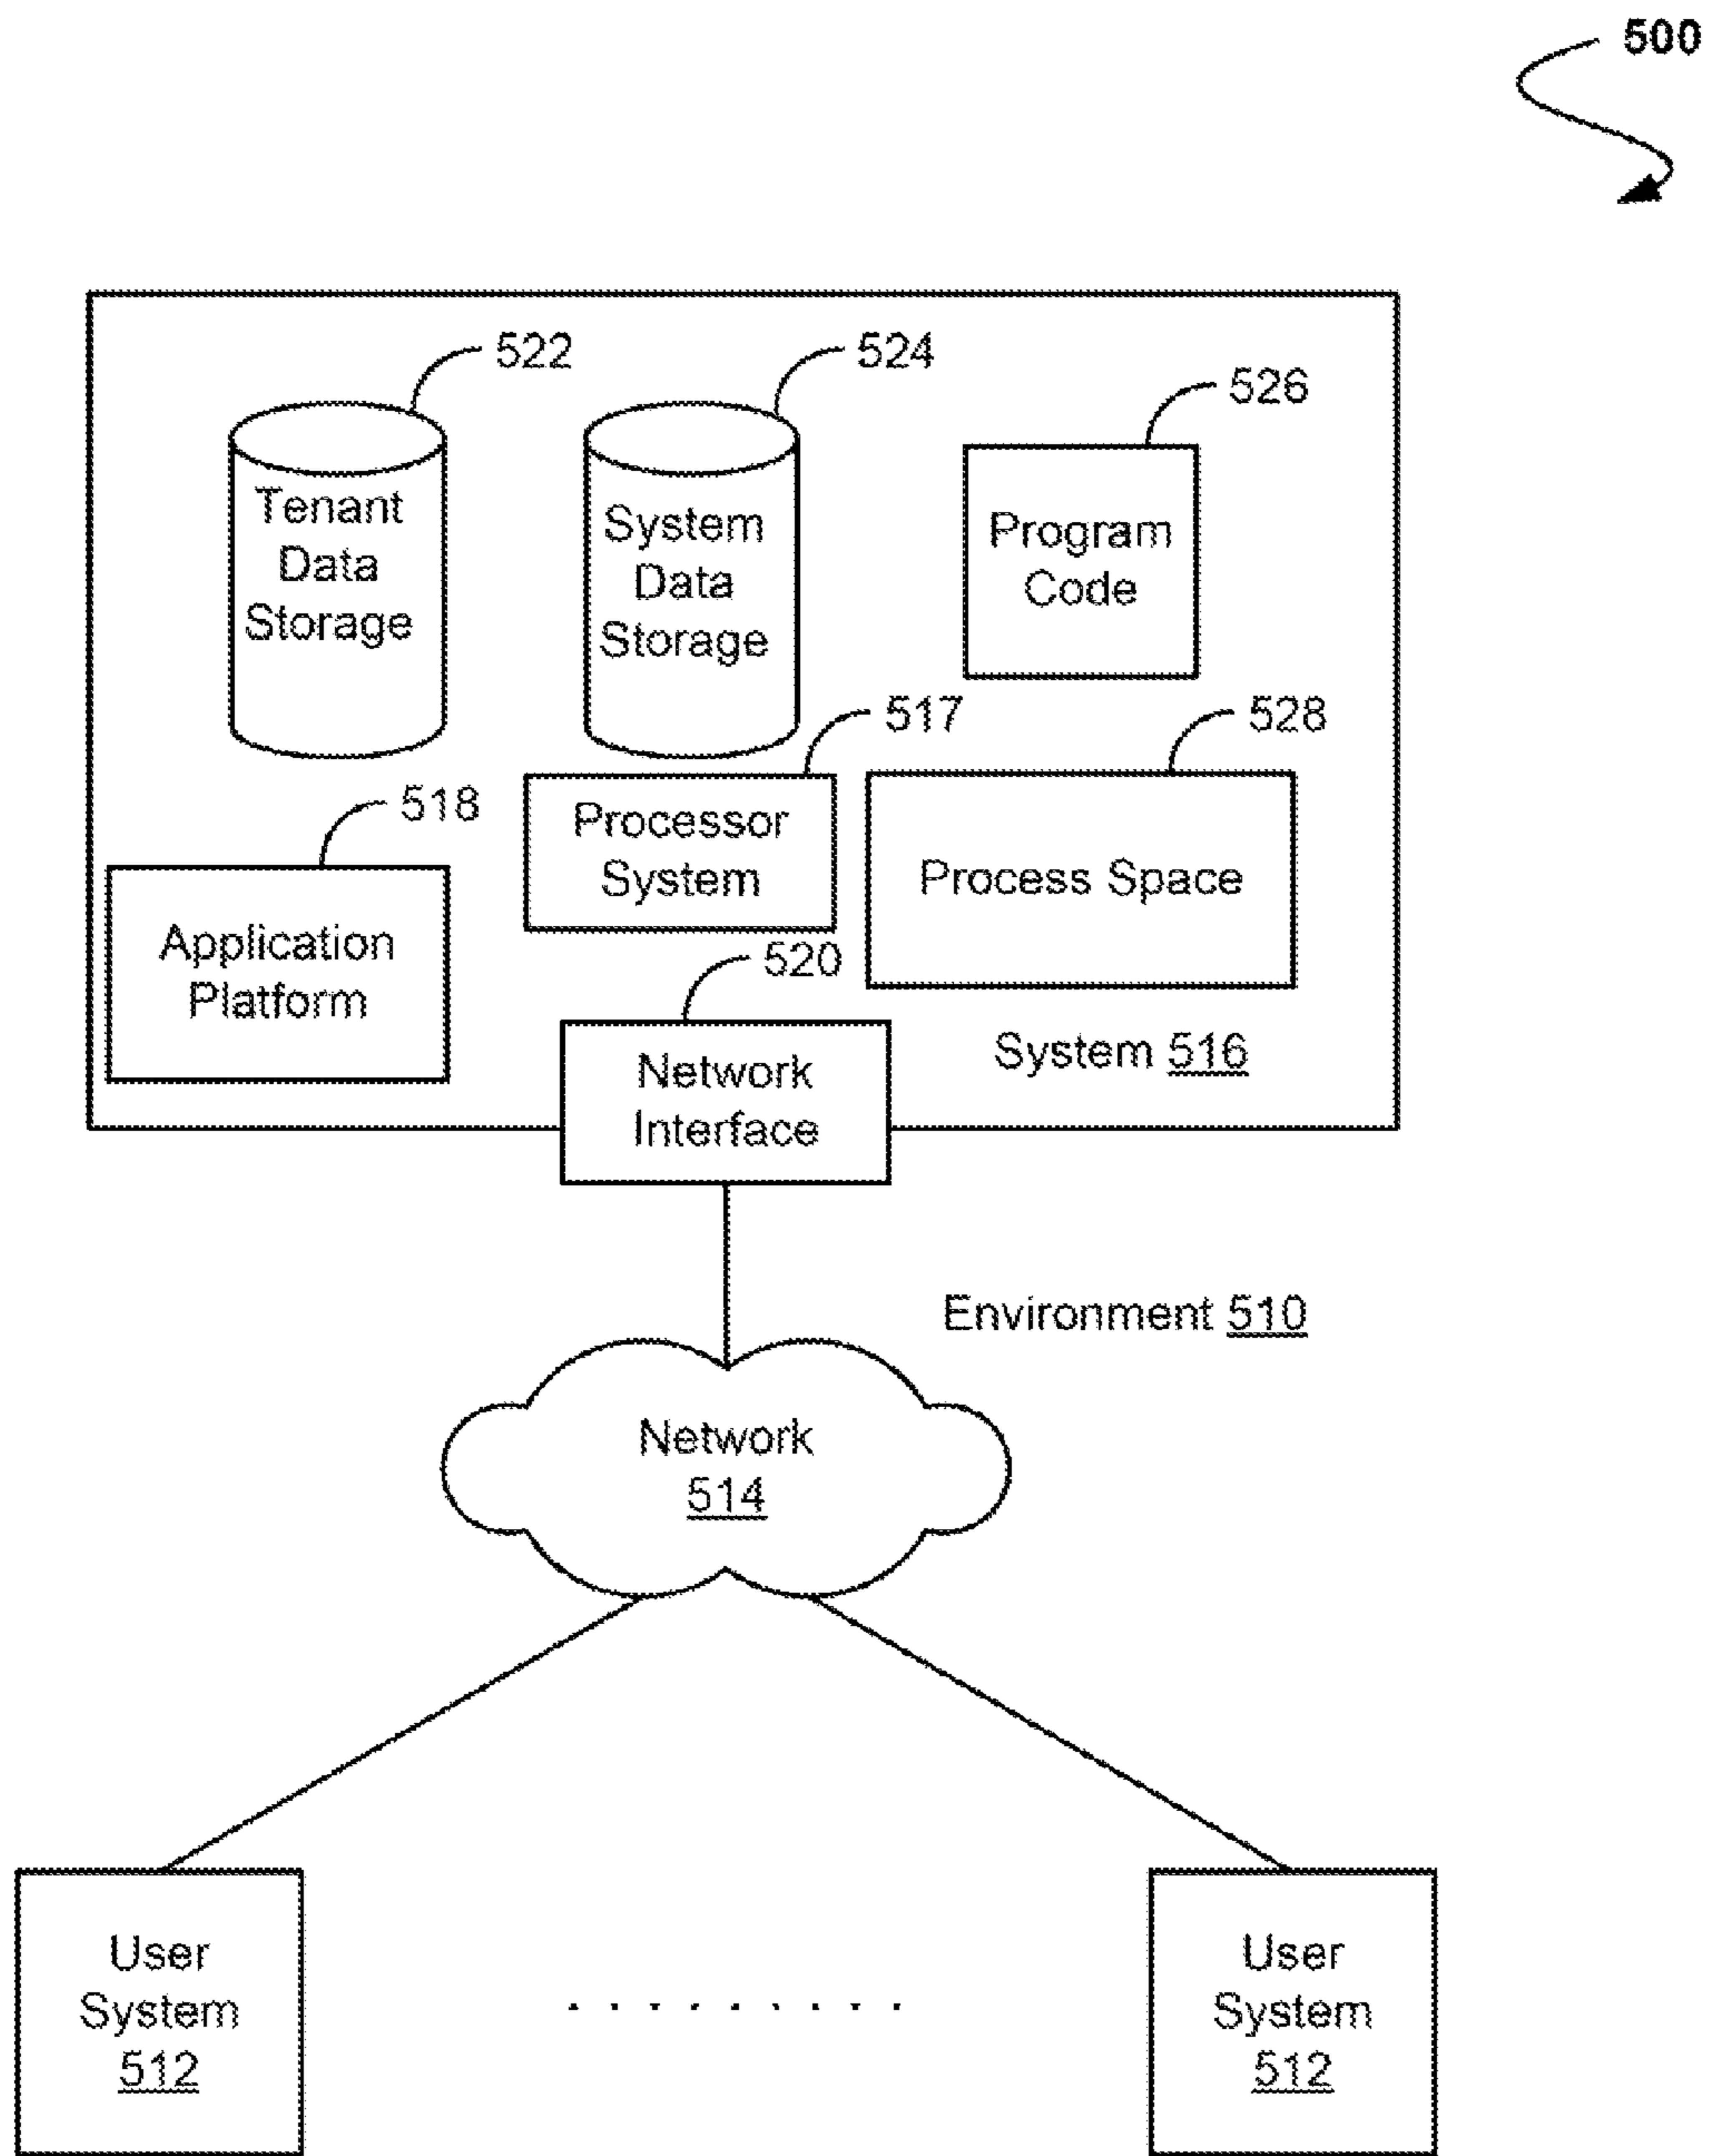 500
522
524
526
Tenant
Data
Storage
System
Data
Storage
Program
Code
517
528
518
Processor
System
Process Space
Application
Platform
520
Network
Interface
System 516
Environment 510
Network
514
User
System
512
. . . . . . . . .
User
System
512